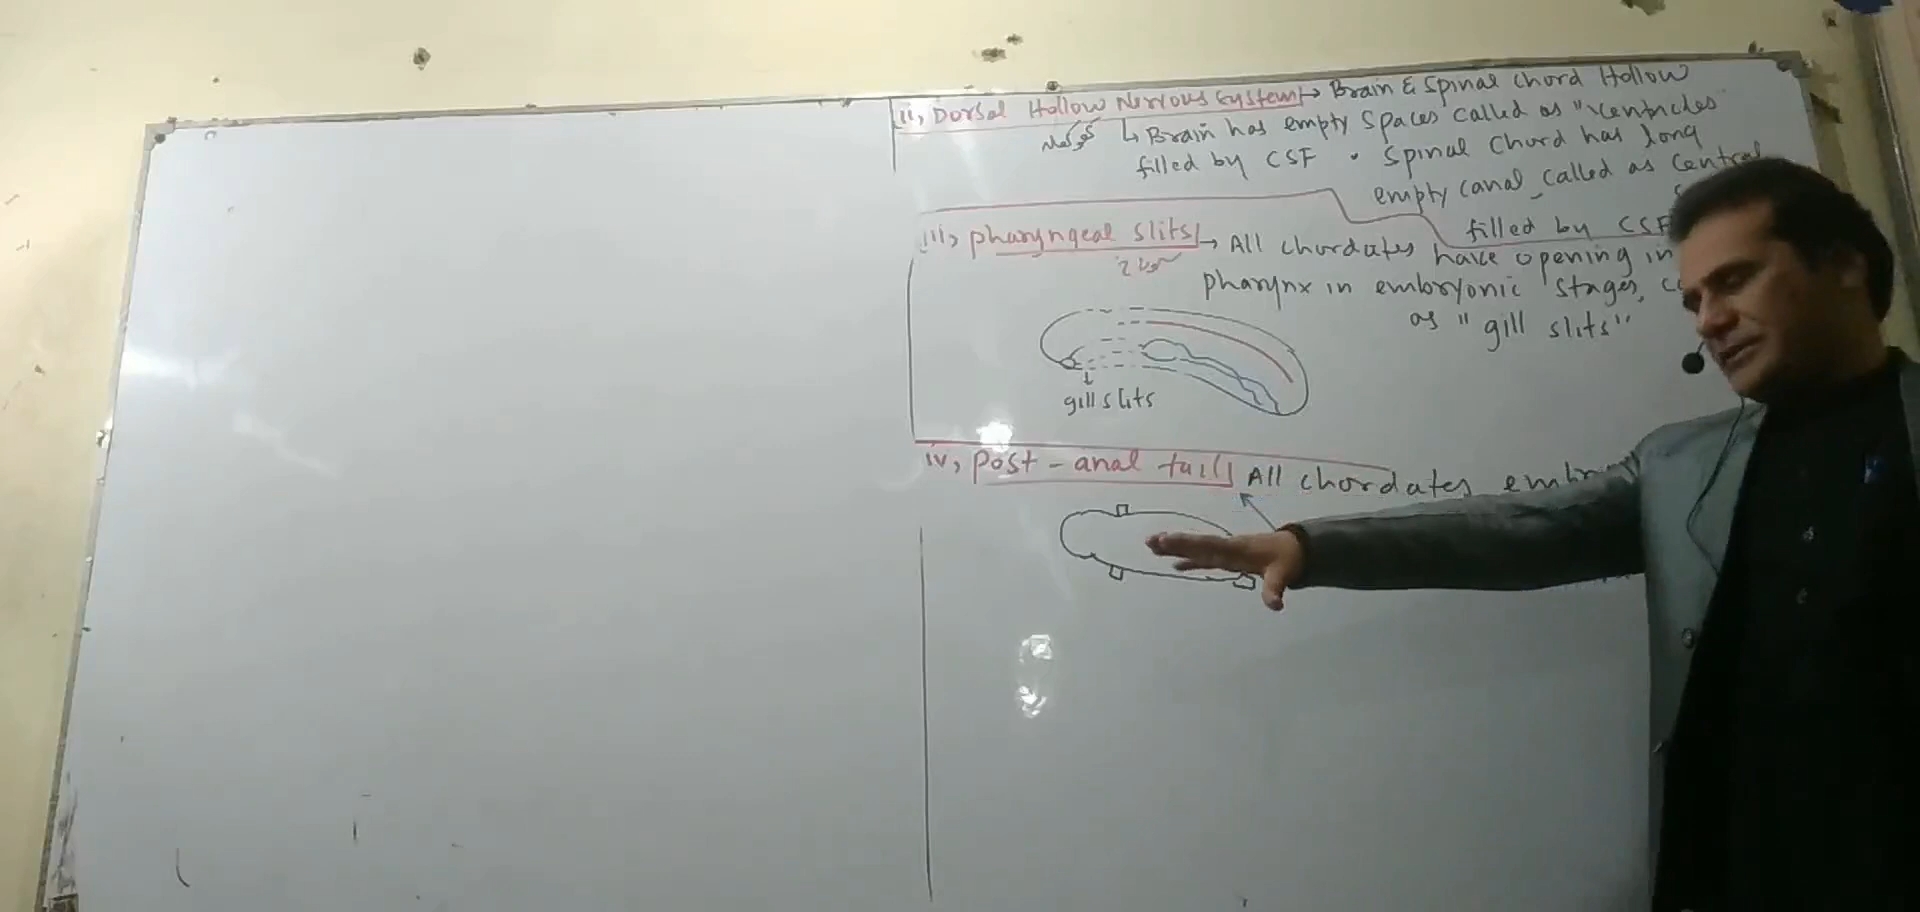 ii, Dorsal Hollow Nervous System → Brain & Spinal chord Hollow
↳ Brain has empty spaces called as "ventricles"
filled by CSF • Spinal Chord has long
empty canal, called as Central
filled by CSF
iii, pharyngeal slits → All chordates have opening in
pharynx in embryonic stages,
as "gill slits"
gill slits
iv, post-anal tail All chordates